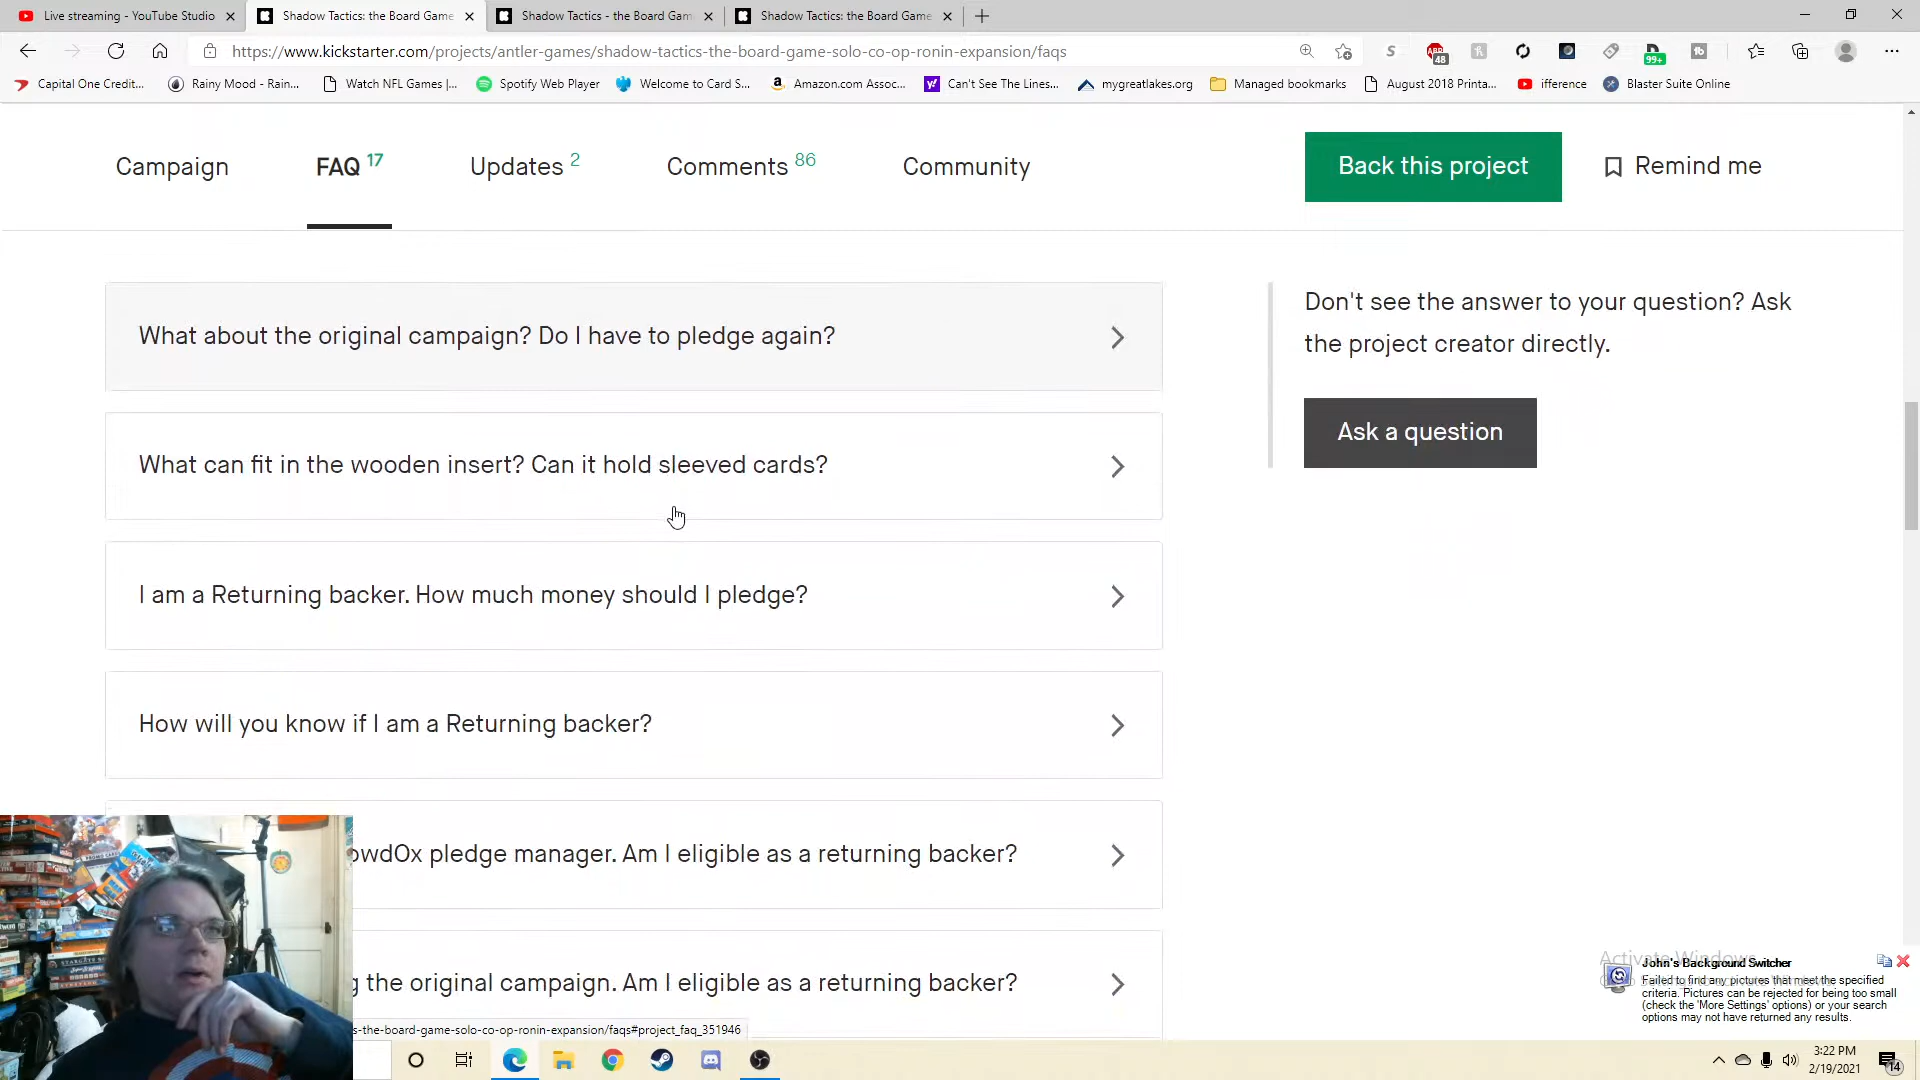 Live streaming - YouTube Studio
Shadow Tactics: the Board Game
Shadow Tactics - the Board Gam
Shadow Tactics: the Board Game
https://www.kickstarter.com/projects/antler-games/shadow-tactics-the-board-game-solo-co-op-ronin-expansion/faqs
48
99+
Capital One Credit...
Rainy Mood - Rain...
Watch NFL Games |...
Spotify Web Player
Welcome to Card S...
Amazon.com Assoc...
Can't See The Lines...
mygreatlakes.org
Managed bookmarks
August 2018 Printa...
ifference
Blaster Suite Online
Campaign
FAQ 17
Updates 2
Comments 86
Community
Back this project
Remind me
What about the original campaign? Do I have to pledge again?
What can fit in the wooden insert? Can it hold sleeved cards?
I am a Returning backer. How much money should I pledge?
How will you know if I am a Returning backer?
owdOx pledge manager. Am I eligible as a returning backer?
g the original campaign. Am I eligible as a returning backer?
Don't see the answer to your question? Ask
the project creator directly.
Ask a question
s-the-board-game-solo-co-op-ronin-expansion/faqs#project_faq_351946
Activate Windows
John's Background Switcher
Failed to find any pictures that meet the specified
criteria. Pictures can be rejected for being too small
(check the 'More Settings' options) or your search
options may not have returned any results.
3:22 PM
2/19/2021
14